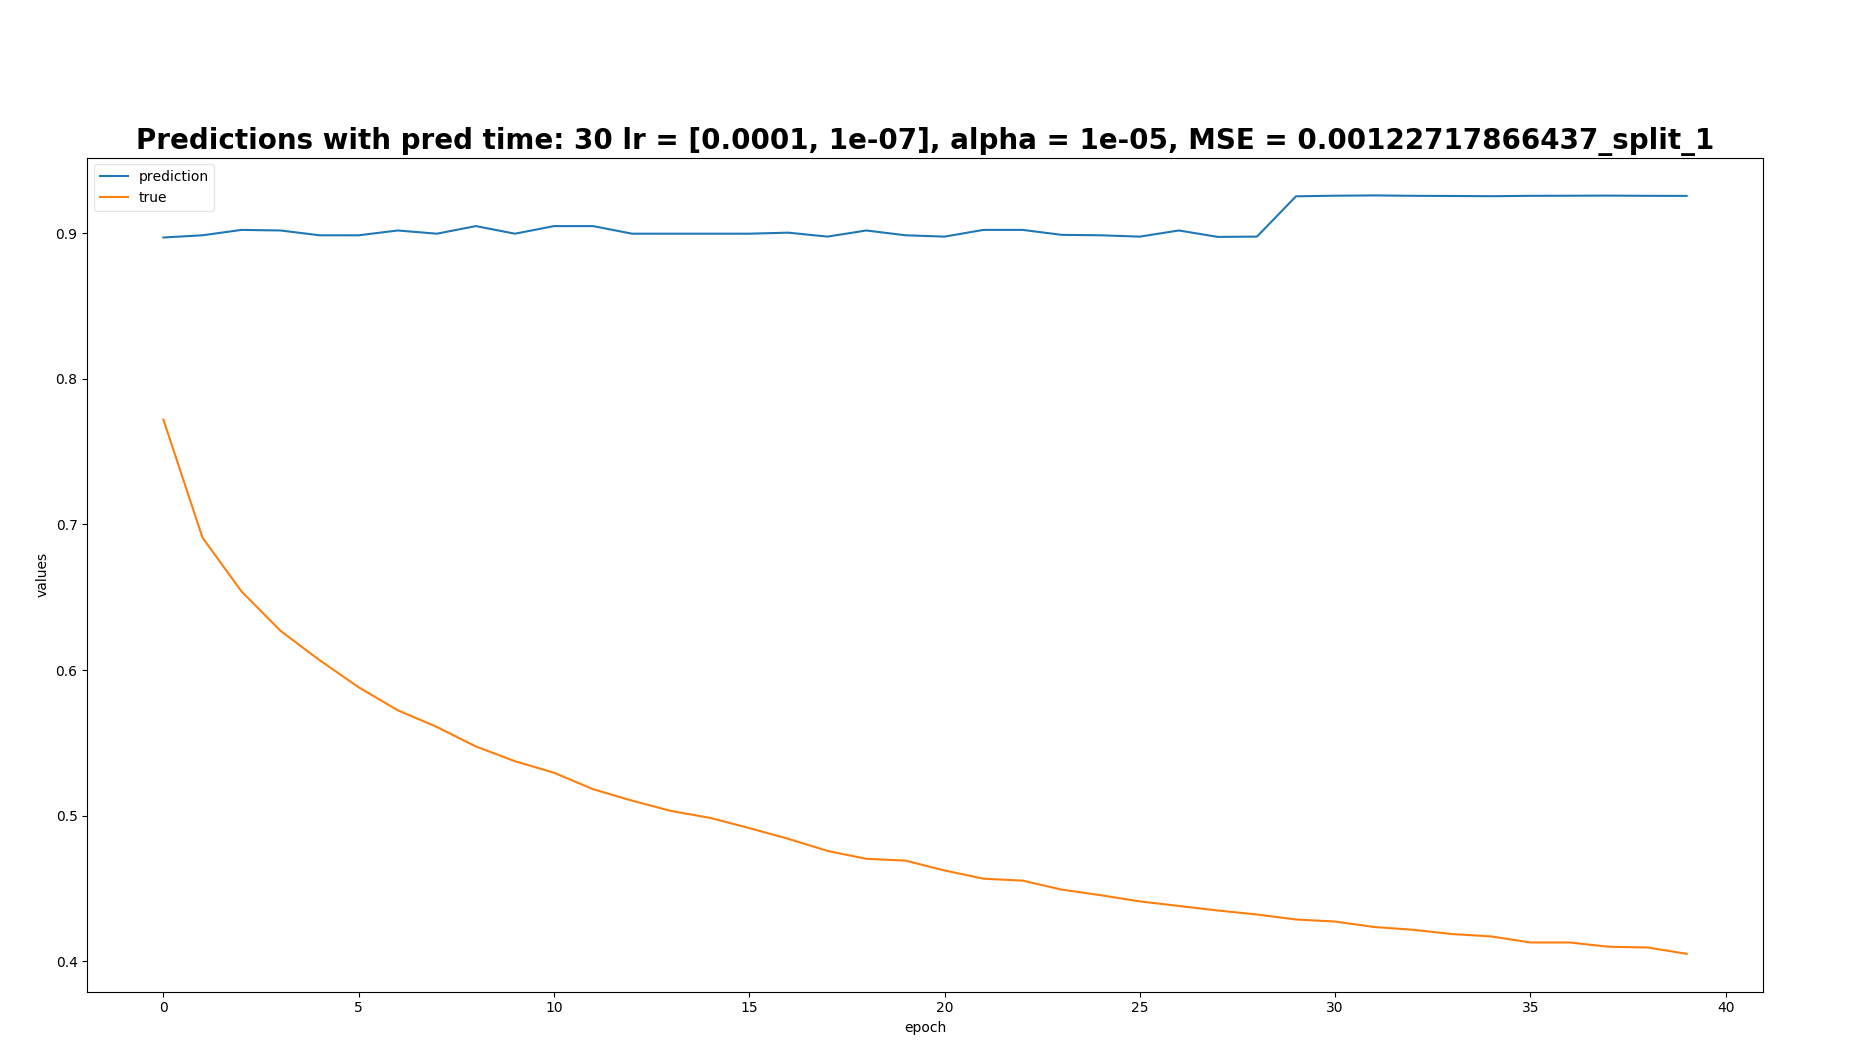 Predictions with pred time: 30 lr = [0.0001, 1e-07], alpha = 1e-05, MSE = 0.00122717866437_split_1
prediction
true
0.9
0.8
0.7
0.6
0.5
0.4
values
0 5 10 15 20 25 30 35 40
epoch